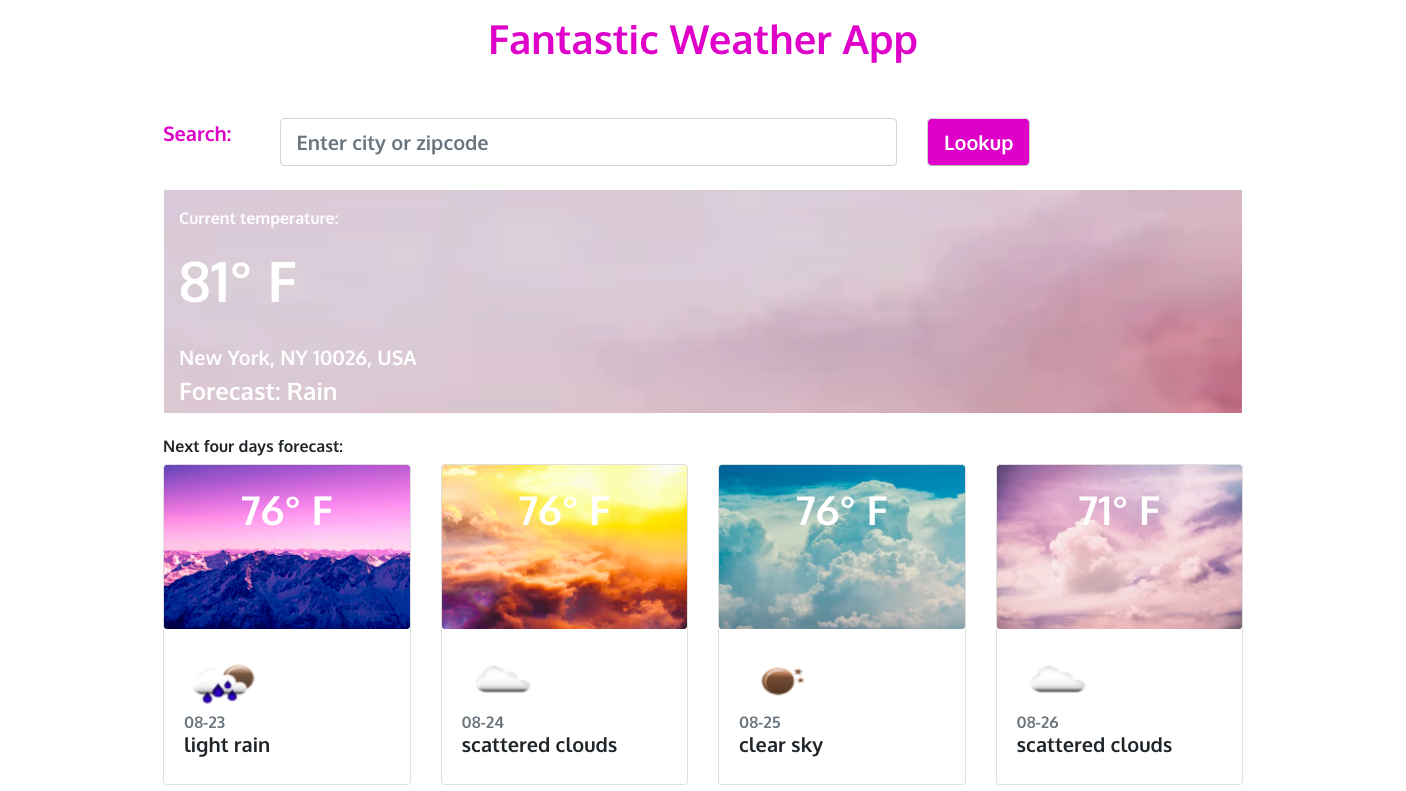 Fantastic Weather App
Search:
Enter city or zipcode
Lookup
Current temperature:
81° F
New York, NY 10026, USA
Forecast: Rain
Next four days forecast:
76° F
76° F
76° F
71° F
08-23
light rain
08-24
scattered clouds
08-25
clear sky
08-26
scattered clouds